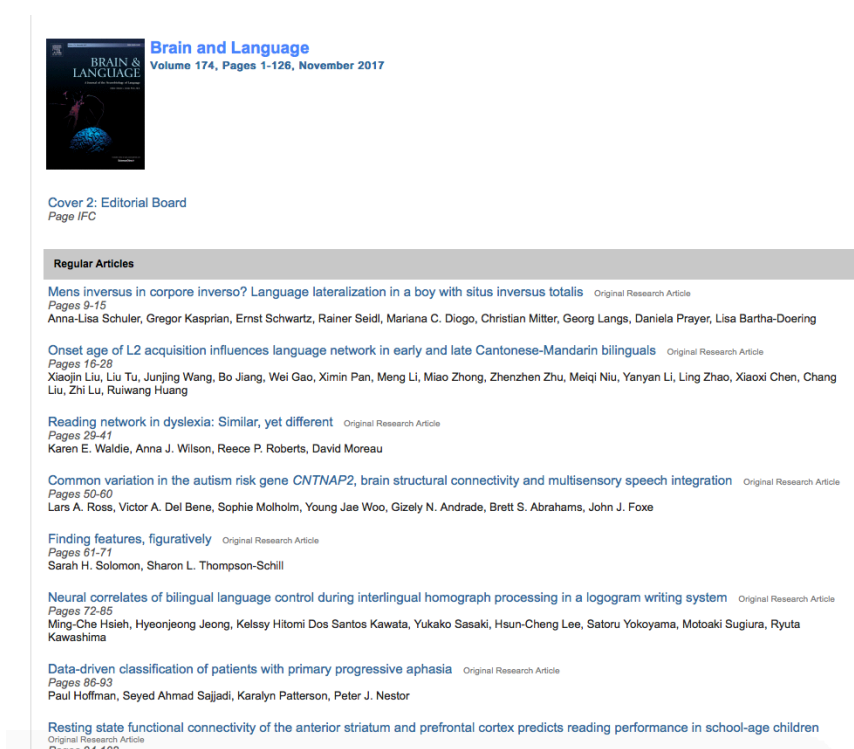 BRAIN &
LANGUAGE
Brain and Language
Volume 174, Pages 1-126, November 2017
Cover 2: Editorial Board
Page IFC
Regular Articles
Mens inversus in corpore inverso? Language lateralization in a boy with situs inversus totalis Original Research Article
Pages 9-15
Anna-Lisa Schuler, Gregor Kasprian, Ernst Schwartz, Rainer Seidl, Mariana C. Diogo, Christian Mitter, Georg Langs, Daniela Prayer, Lisa Bartha-Doering
Onset age of L2 acquisition influences language network in early and late Cantonese-Mandarin bilinguals Original Research Article
Pages 16-28
Xiaojin Liu, Liu Tu, Junjing Wang, Bo Jiang, Wei Gao, Ximin Pan, Meng Li, Miao Zhong, Zhenzhen Zhu, Meiqi Niu, Yanyan Li, Ling Zhao, Xiaoxi Chen, Chang
Liu, Zhi Lu, Ruiwang Huang
Reading network in dyslexia: Similar, yet different Original Research Article
Pages 29-41
Karen E. Waldie, Anna J. Wilson, Reece P. Roberts, David Moreau
Common variation in the autism risk gene CNTNAP2, brain structural connectivity and multisensory speech integration Original Research Article
Pages 50-60
Lars A. Ross, Victor A. Del Bene, Sophie Molholm, Young Jae Woo, Gizely N. Andrade, Brett S. Abrahams, John J. Foxe
Finding features, figuratively Original Research Article
Pages 61-71
Sarah H. Solomon, Sharon L. Thompson-Schill
Neural correlates of bilingual language control during interlingual homograph processing in a logogram writing system Original Research Article
Pages 72-85
Ming-Che Hsieh, Hyeonjeong Jeong, Kelssy Hitomi Dos Santos Kawata, Yukako Sasaki, Hsun-Cheng Lee, Satoru Yokoyama, Motoaki Sugiura, Ryuta
Kawashima
Data-driven classification of patients with primary progressive aphasia Original Research Article
Pages 86-93
Paul Hoffman, Seyed Ahmad Sajjadi, Karalyn Patterson, Peter J. Nestor
Resting state functional connectivity of the anterior striatum and prefrontal cortex predicts reading performance in school-age children
Original Research Article